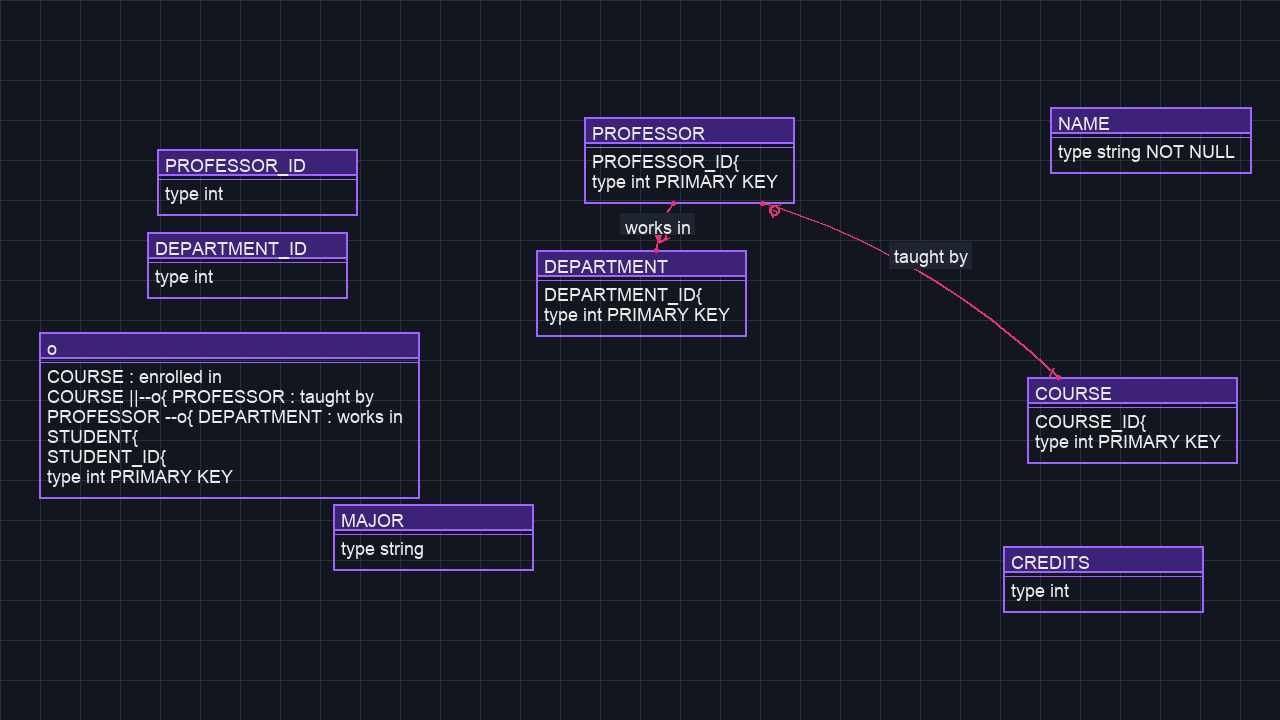 PROFESSOR_ID
type int
DEPARTMENT_ID
type int
o
COURSE : enrolled in
COURSE ||--o{ PROFESSOR : taught by
PROFESSOR --o{ DEPARTMENT : works in
STUDENT{
STUDENT_ID{
type int PRIMARY KEY
MAJOR
type string
PROFESSOR
PROFESSOR_ID{
type int PRIMARY KEY
works in
DEPARTMENT
DEPARTMENT_ID{
type int PRIMARY KEY
taught by
NAME
type string NOT NULL
COURSE
COURSE_ID{
type int PRIMARY KEY
CREDITS
type int